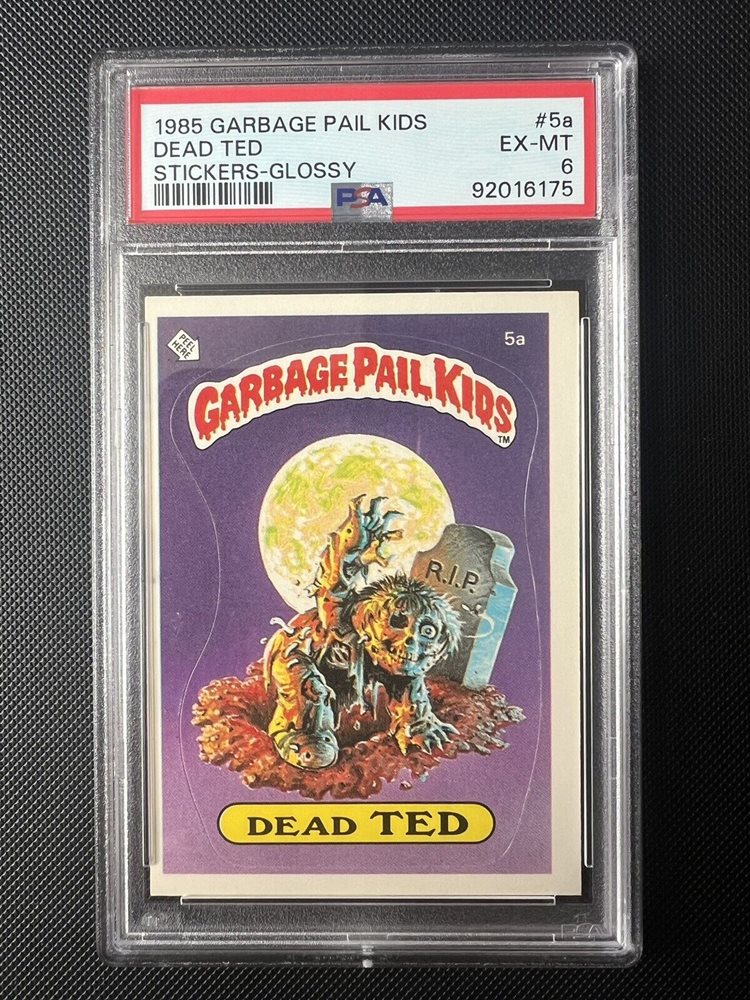 1985 GARBAGE PAIL KIDS #5a
DEAD TED EX-MT
STICKERS-GLOSSY 6
PSA 92016175
PEEL
HERE
5a
GARBAGE PAIL KIDS
TM
R.I.P.
DEAD TED
PSA